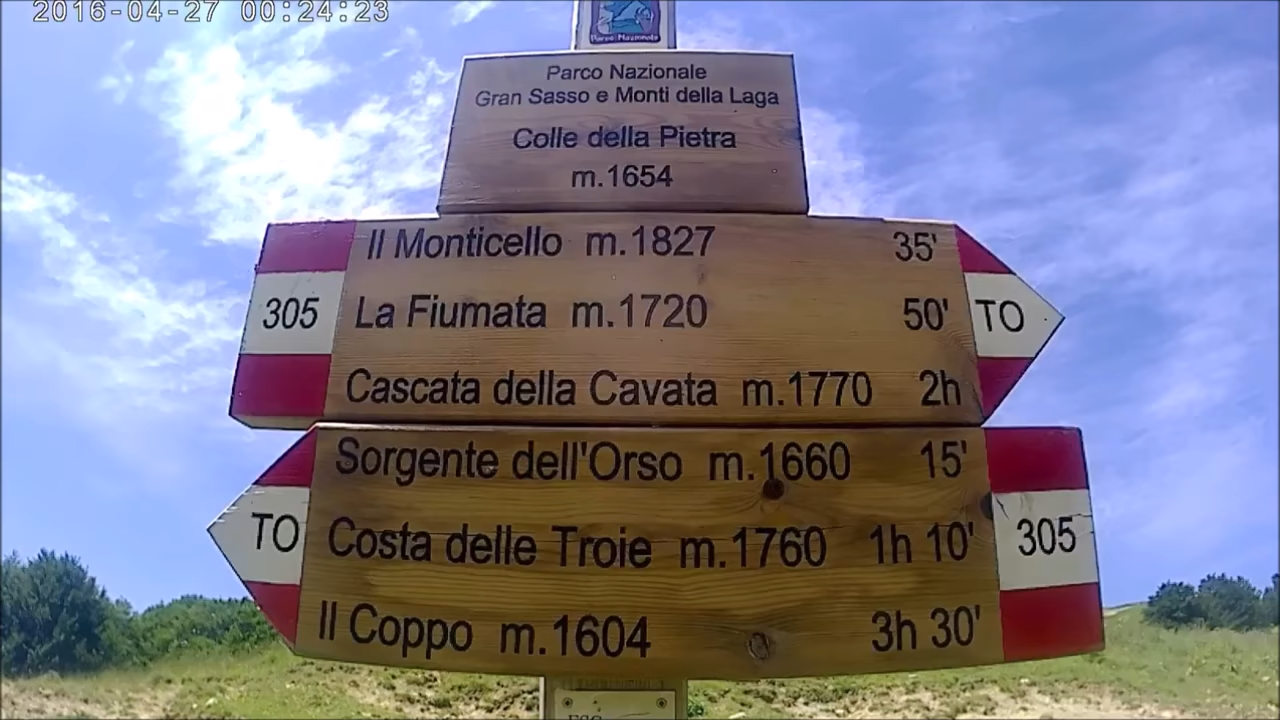 2016-04-27 00:24:23
Parco Nazionale
Parco Nazionale
Gran Sasso e Monti della Laga
Colle della Pietra
m.1654
Il Monticello m.1827 35'
305 La Fiumata m.1720 50' TO
Cascata della Cavata m.1770 2h
Sorgente dell'Orso m.1660 15'
TO Costa delle Troie m.1760 1h 10' 305
Il Coppo m.1604 3h 30'